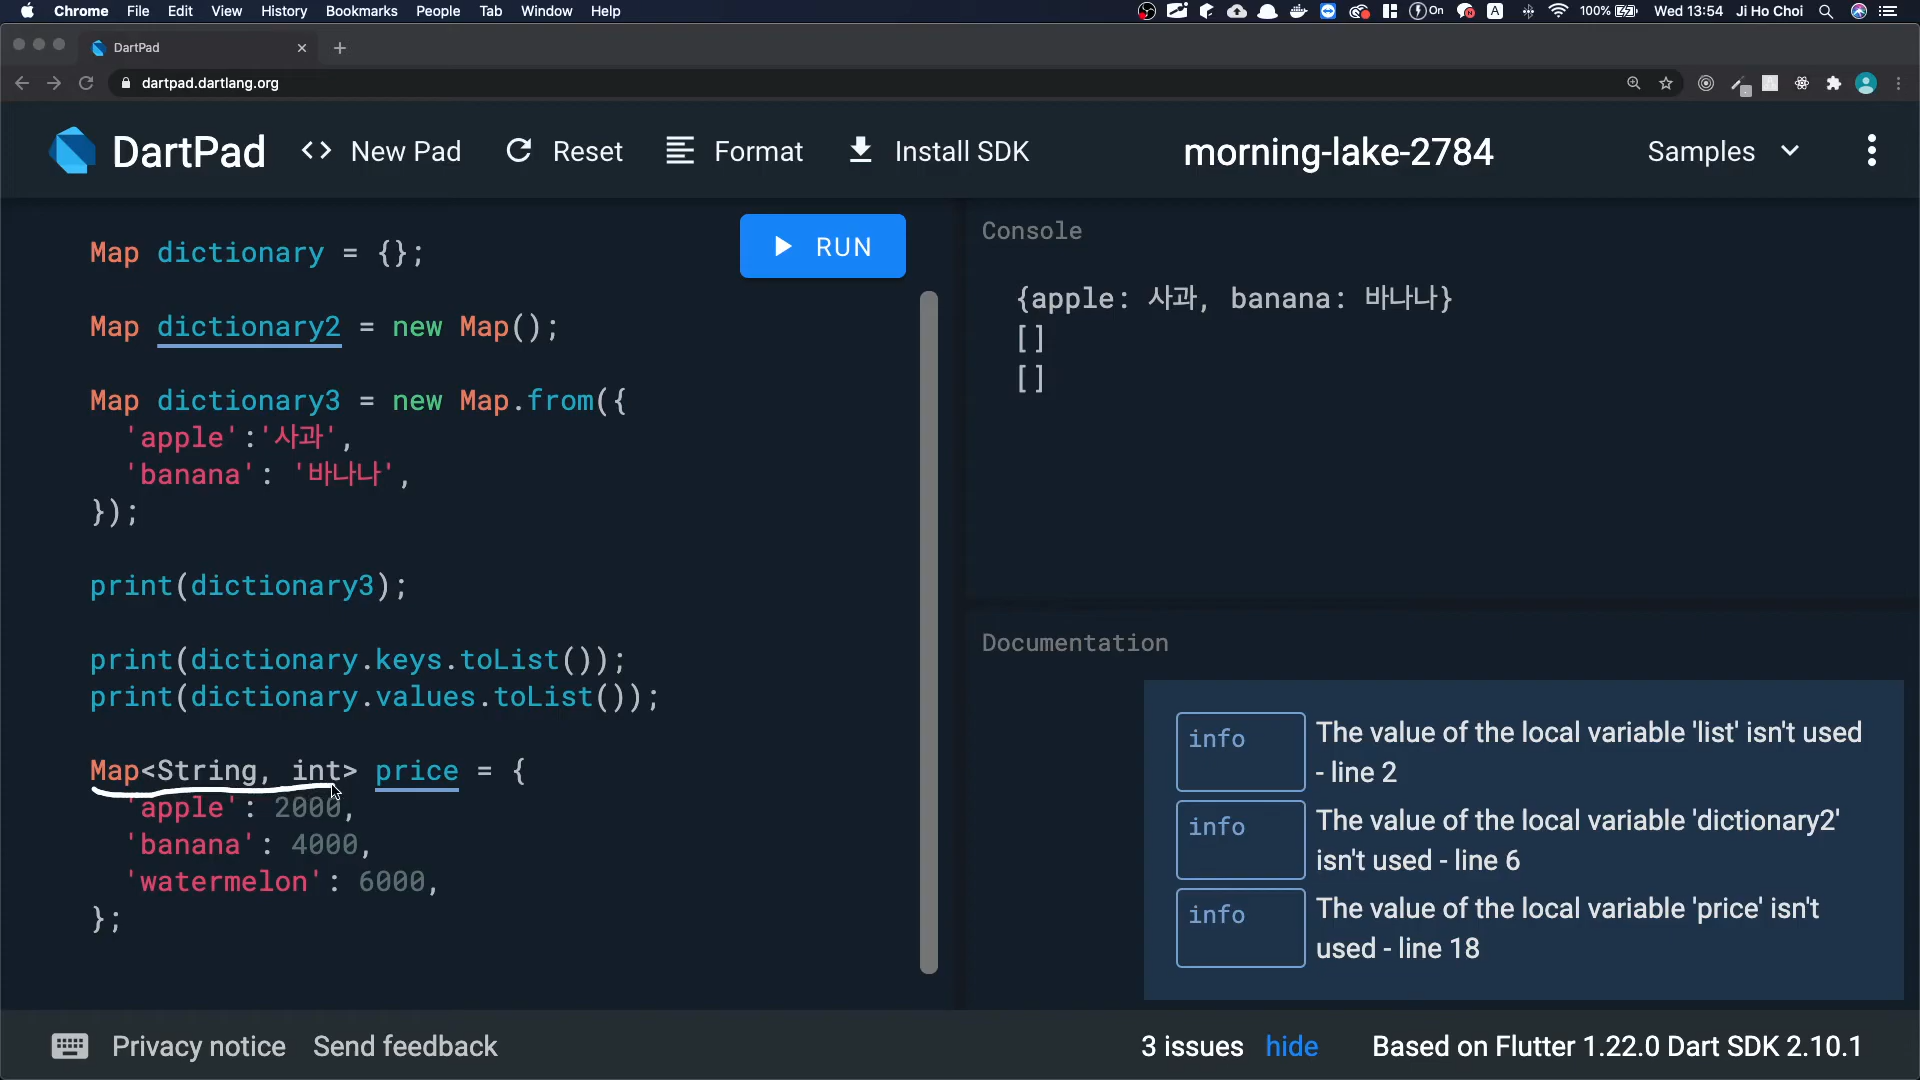 Chrome File Edit View History Bookmarks People Tab Window Help
On A 100% Wed 13:54 Ji Ho Choi
DartPad
dartpad.dartlang.org
DartPad <> New Pad Reset Format Install SDK morning-lake-2784 Samples
RUN
Map dictionary = {};
Map dictionary2 = new Map();
Map dictionary3 = new Map.from({
'apple':'사과',
'banana': '바나나',
});
print(dictionary3);
print(dictionary.keys.toList());
print(dictionary.values.toList());
Map<String, int> price = {
'apple': 2000,
'banana': 4000,
'watermelon': 6000,
};
Console
{apple: 사과, banana: 바나나}
[]
[]
Documentation
info The value of the local variable 'list' isn't used
- line 2
info The value of the local variable 'dictionary2'
isn't used - line 6
info The value of the local variable 'price' isn't
used - line 18
Privacy notice Send feedback 3 issues hide Based on Flutter 1.22.0 Dart SDK 2.10.1